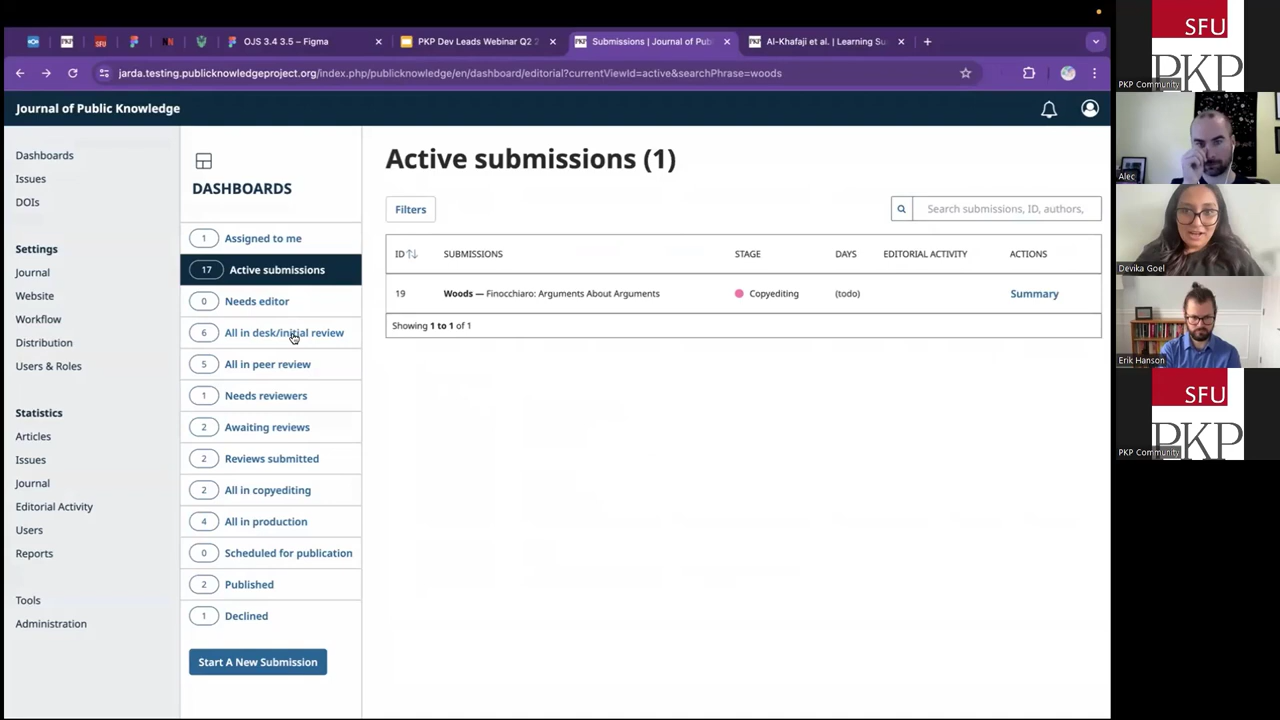 OJS 3.4 3.5 – Figma
PKP Dev Leads Webinar Q2 2
Submissions | Journal of Pub
Al-Khafaji et al. | Learning Su
jarda.testing.publicknowledgeproject.org/index.php/publicknowledge/en/dashboard/editorial?currentViewId=active&searchPhrase=woods
Journal of Public Knowledge
Dashboards
Issues
DOIs
Settings
Journal
Website
Workflow
Distribution
Users & Roles
Statistics
Articles
Issues
Journal
Editorial Activity
Users
Reports
Tools
Administration
DASHBOARDS
1 Assigned to me
17 Active submissions
0 Needs editor
6 All in desk/initial review
5 All in peer review
1 Needs reviewers
2 Awaiting reviews
2 Reviews submitted
2 All in copyediting
4 All in production
0 Scheduled for publication
2 Published
1 Declined
Start A New Submission
Active submissions (1)
Filters
Search submissions, ID, authors,
ID SUBMISSIONS STAGE DAYS EDITORIAL ACTIVITY ACTIONS
19 Woods — Finocchiaro: Arguments About Arguments Copyediting (todo) Summary
Showing 1 to 1 of 1
SFU
PKP
PKP Community
Alec
Devika Goel
Erik Hanson
SFU
PKP
PKP Community